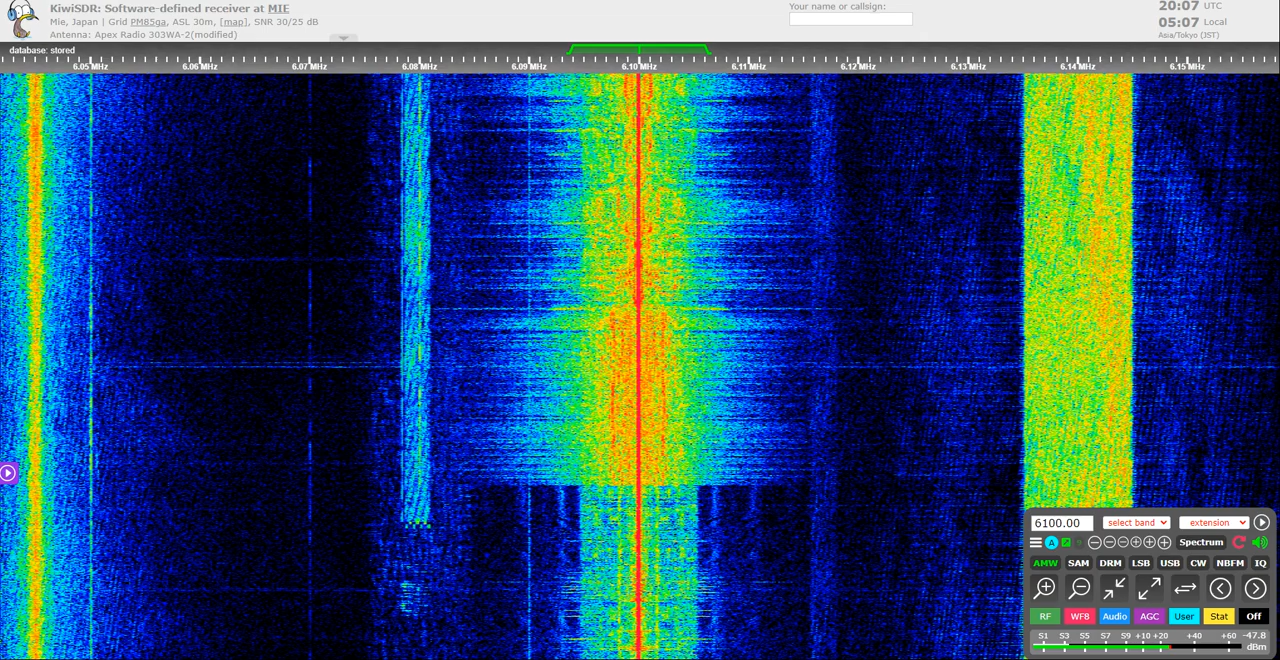 KiwiSDR: Software-defined receiver at MIE
Mie, Japan | Grid PM85ga, ASL 30m, [map], SNR 30/25 dB
Antenna: Apex Radio 303WA-2(modified)
Your name or callsign:
20:07 UTC
05:07 Local
Asia/Tokyo (JST)
database: stored
6.05 MHz 6.06 MHz 6.07 MHz 6.08 MHz 6.09 MHz 6.10 MHz 6.11 MHz 6.12 MHz 6.13 MHz 6.14 MHz 6.15 MHz
6100.00 select band extension
A Spectrum
AMW SAM DRM LSB USB CW NBFM IQ
RF WF8 Audio AGC User Stat Off
S1 S3 S5 S7 S9 +10 +20 +40 +60 -47.8
dBm